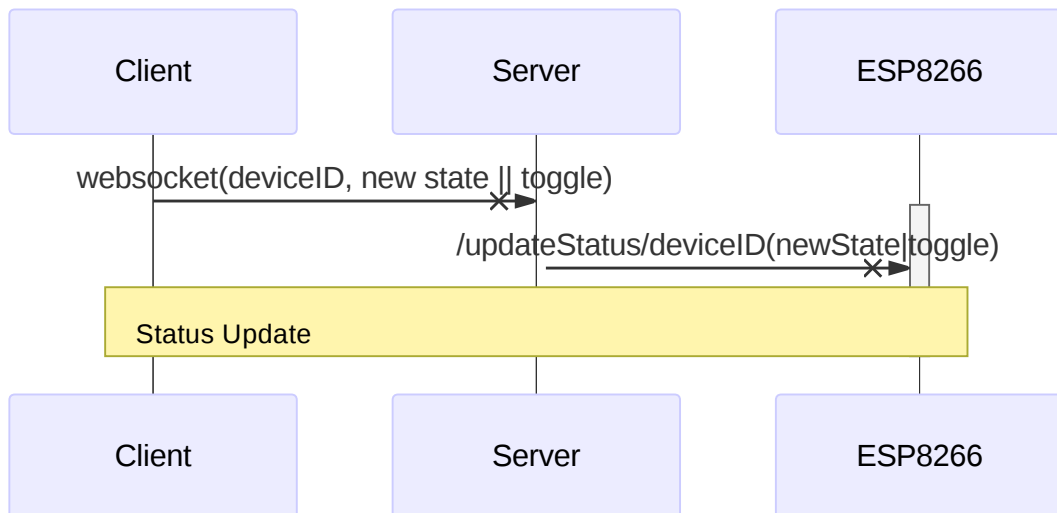 Client
Server
ESP8266
websocket(deviceID, new state || toggle)
/updateStatus/deviceID(newState|toggle)
Status Update
Client
Server
ESP8266